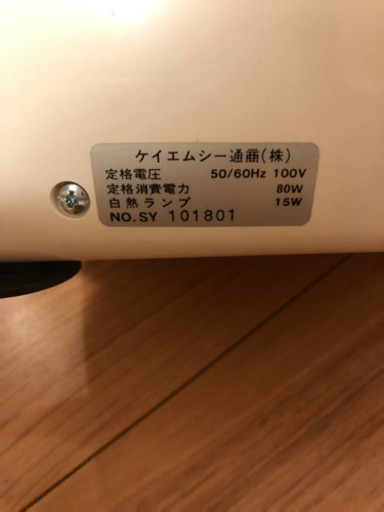 ケイエムシー通商(株)
定格電圧 50/60Hz 100V
定格消費電力 80W
白熱ランプ 15W
NO.SY 101801